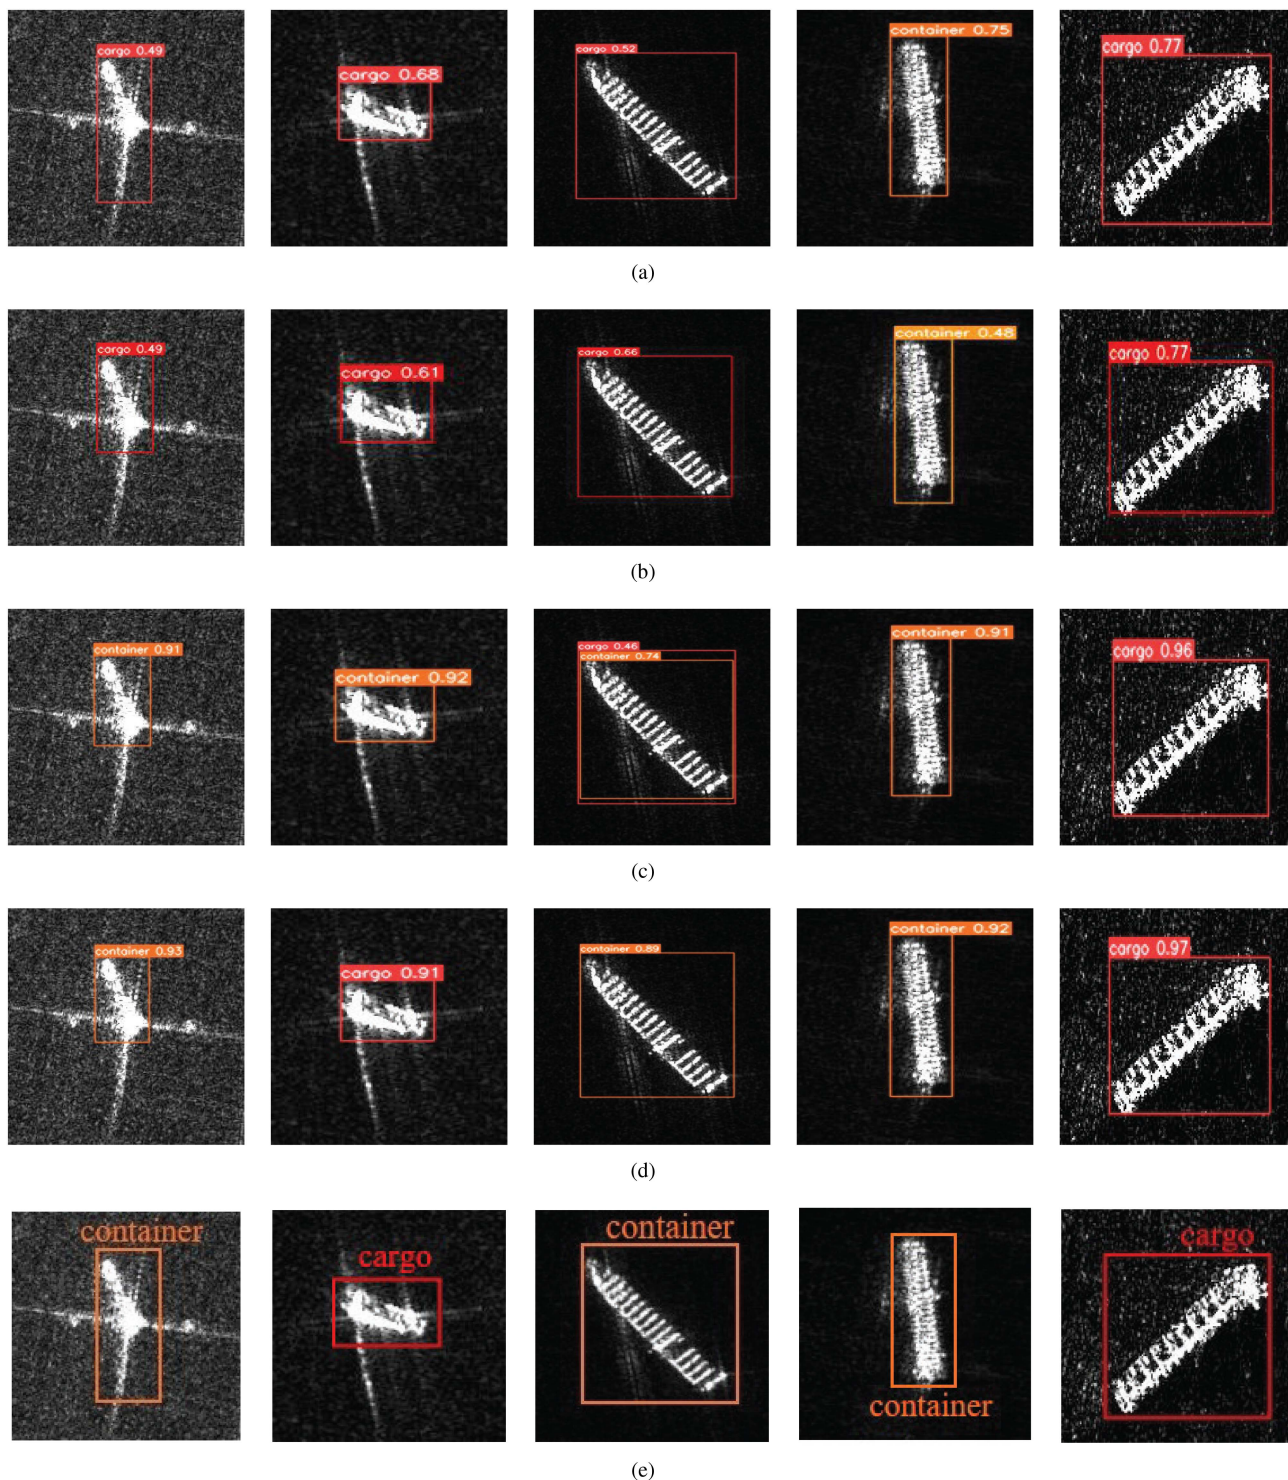 cargo 0.49
cargo 0.68
cargo 0.52
container 0.75
cargo 0.77
(a)
cargo 0.49
cargo 0.61
cargo 0.66
container 0.48
cargo 0.77
(b)
container 0.91
container 0.92
cargo 0.46
container 0.74
container 0.91
cargo 0.96
(c)
container 0.93
cargo 0.91
container 0.89
container 0.92
cargo 0.97
(d)
container
cargo
container
container
cargo
(e)